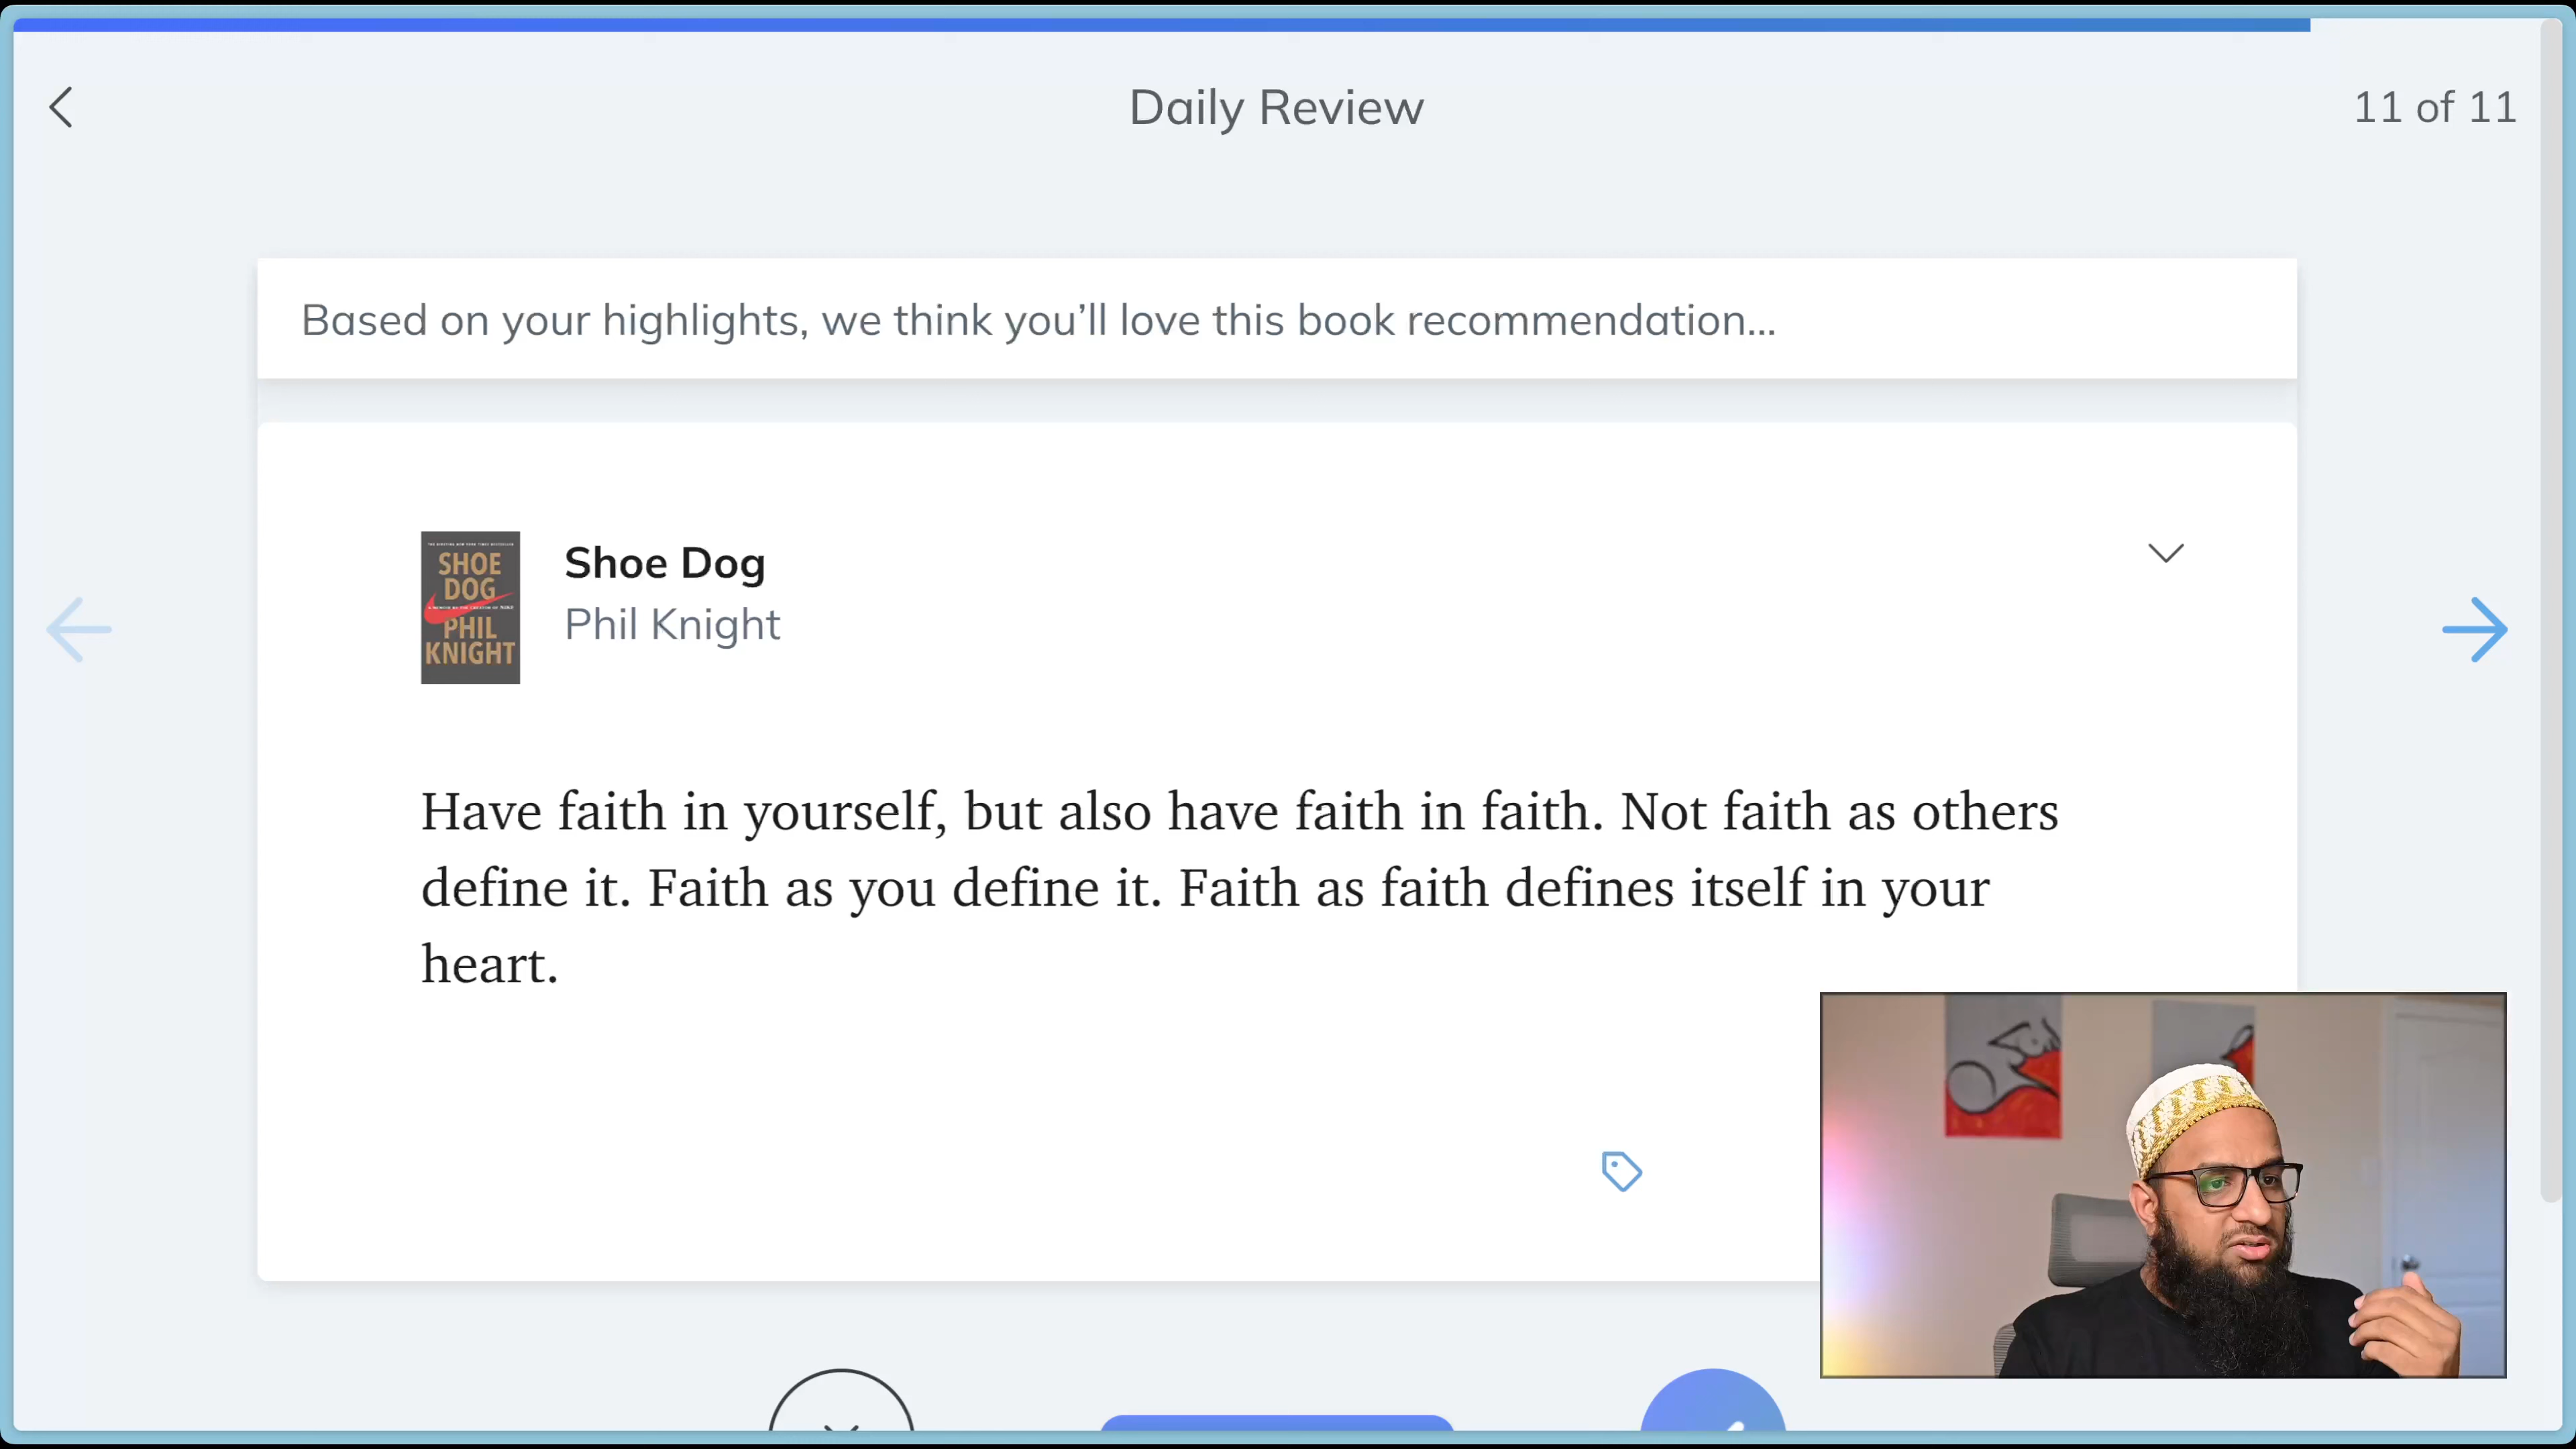 Daily Review
11 of 11
Based on your highlights, we think you’ll love this book recommendation...
SHOE
DOG
PHIL
KNIGHT
Shoe Dog
Phil Knight
Have faith in yourself, but also have faith in faith. Not faith as others
define it. Faith as you define it. Faith as faith defines itself in your
heart.